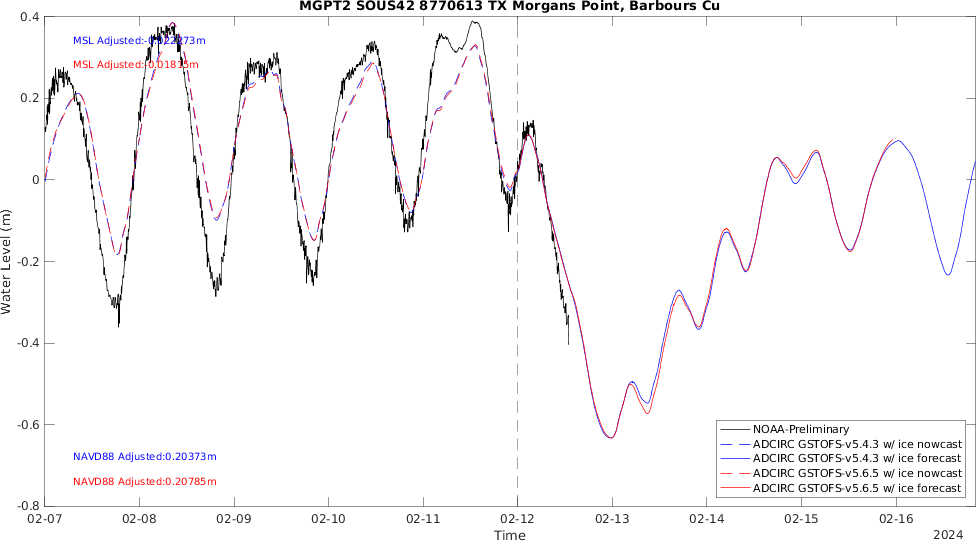 MGPT2 SOUS42 8770613 TX Morgans Point, Barbours Cu
0.4
MSL Adjusted:-0.022273m
MSL Adjusted:-0.01815m
0.2
0
-0.2
-0.4
-0.6
-0.8
Water Level (m)
NAVD88 Adjusted:0.20373m
NAVD88 Adjusted:0.20785m
NOAA-Preliminary
ADCIRC GSTOFS-v5.4.3 w/ ice nowcast
ADCIRC GSTOFS-v5.4.3 w/ ice forecast
ADCIRC GSTOFS-v5.6.5 w/ ice nowcast
ADCIRC GSTOFS-v5.6.5 w/ ice forecast
02-07 02-08 02-09 02-10 02-11 02-12 02-13 02-14 02-15 02-16
Time
2024